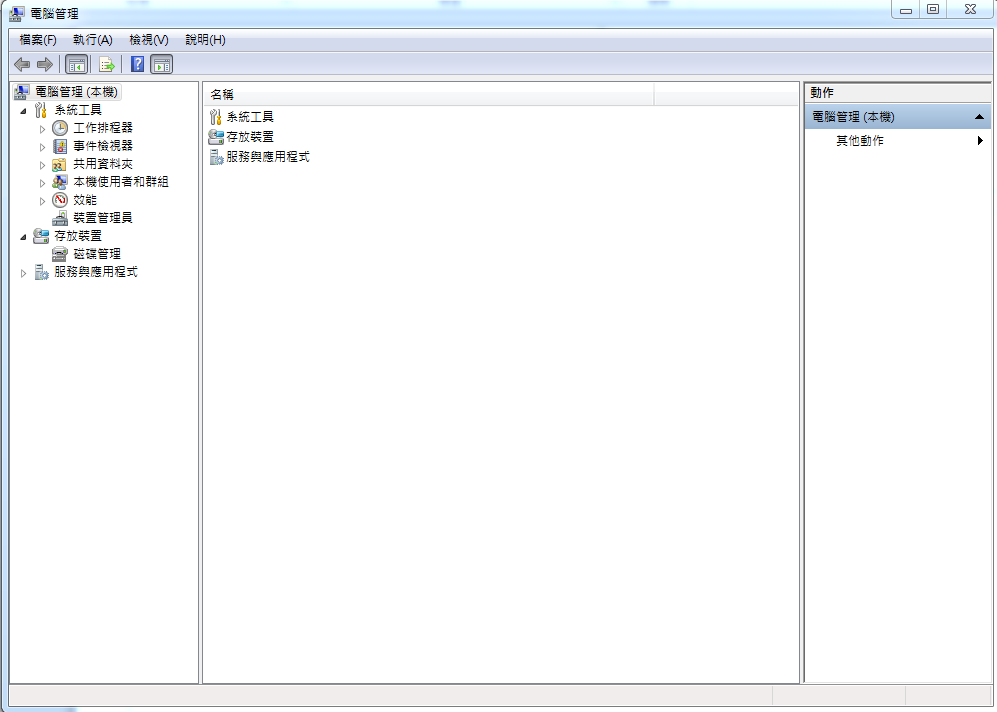 電腦管理
檔案(F) 執行(A) 檢視(V) 說明(H)
電腦管理 (本機)
系統工具
工作排程器
事件檢視器
共用資料夾
本機使用者和群組
效能
裝置管理員
存放裝置
磁碟管理
服務與應用程式
名稱
系統工具
存放裝置
服務與應用程式
動作
電腦管理 (本機)
其他動作